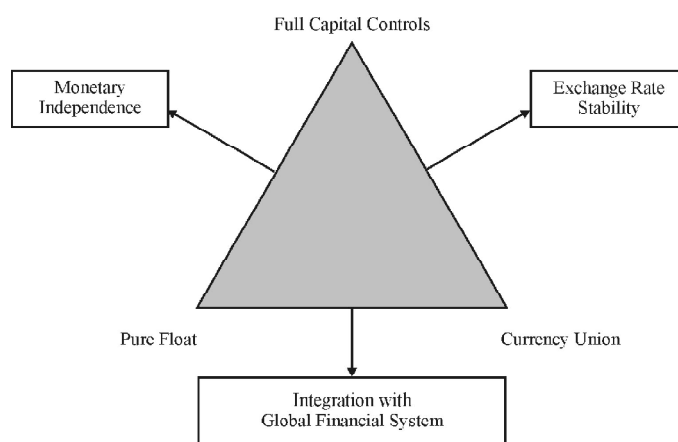 Full Capital Controls
Monetary
Independence
Exchange Rate
Stability
Pure Float
Currency Union
Integration with
Global Financial System